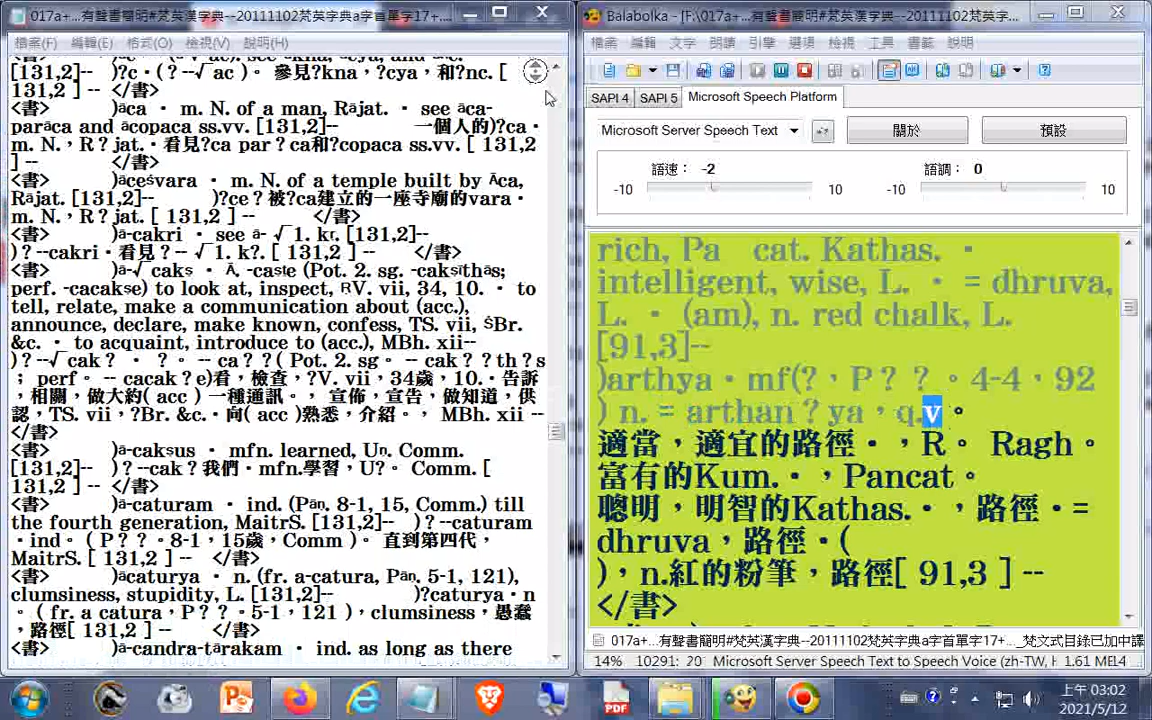 017a+...有聲書簡明#梵英漢字典--20111102梵英字典a字首單字17+...
檔案(F) 編輯(E) 格式(O) 檢視(V) 說明(H)
[131,2]-- )?c‧(?--√ac )。 參見?kna，?cya，和?nc. [
131,2 ]-- </書>
<書> )āca ‧ m. N. of a man, Rājat. ‧ see āca-
parāca and ācopaca ss.vv. [131,2]-- 一個人的)?ca‧
m. N.，R？jat.‧看見?ca par？ca和?copaca ss.vv. [ 131,2
] -- </書>
<書> )āceśvara ‧ m. N. of a temple built by Āca,
Rājat. [131,2]-- )?ce？被?ca建立的一座寺廟的vara‧
m. N.，R？jat. [ 131,2 ] -- </書>
<書> )ā-cakri ‧ see ā- √1. kṛ. [131,2]--
)? --cakri‧看見？-- √1. k?. [ 131,2 ] -- </書>
<書> )ā-√ cakṣ ‧ Ā. -caṣṭe (Pot. 2. sg. -cakṣīthās;
perf. -cacakṣe) to look at, inspect, RV. vii, 34, 10. ‧ to
tell, relate, make a communication about (acc.),
announce, declare, make known, confess, TS. vii, ŚBr.
&c. ‧ to acquaint, introduce to (acc.), MBh. xii--
)? --√cak？‧？。-- ca？？( Pot. 2. sg。-- cak？？th？s
；perf。-- cacak？e)看，檢查，?V. vii，34歲，10.‧告訴
，相關，做大約( acc )一種通訊。，宣佈，宣告，做知道，供
認，TS. vii，?Br. &c.‧向( acc )熟悉，介紹。，MBh. xii --
</書>
<書> )ā-cakṣus ‧ mfn. learned, Uṇ. Comm.
[131,2]-- )? --cak？我們‧mfn.學習，U?。Comm. [
131,2 ] -- </書>
<書> )ā-caturam ‧ ind. (Pāṇ. 8-1, 15, Comm.) till
the fourth generation, MaitrS. [131,2]-- )? --caturam
‧ind.( P？？。8-1，15歲，Comm )。 直到第四代，
MaitrS. [ 131,2 ] -- </書>
<書> )ācaturya ‧ n. (fr. a-catura, Pāṇ. 5-1, 121),
clumsiness, stupidity, L. [131,2]-- )?caturya‧n
。( fr. a catura，P？？。5-1，121 )，clumsiness，愚蠢
，路徑[ 131,2 ] -- </書>
<書> )ā-candra-tārakam ‧ ind. as long as there
Balabolka - [F:\017a+...有聲書簡明#梵英漢字典--20111102梵英字...
檔案 編輯 文字 朗讀 引擎 選項 檢視 工具 書籤 說明
SAPI 4 SAPI 5 Microsoft Speech Platform
Microsoft Server Speech Text 關於 預設
語速： -2 語調： 0
-10 10 -10 10
rich, Pa cat. Kathas. ‧
intelligent, wise, L. ‧ = dhruva,
L. ‧ (am), n. red chalk, L.
[91,3]--
)arthya‧mf(?，P？？。4-4，92
) n. = arthan？ya，q.v。
適當，適宜的路徑‧，R。 Ragh。
富有的Kum.‧，Pancat。
聰明，明智的Kathas.‧，路徑‧=
dhruva，路徑‧(
)，n.紅的粉筆，路徑[ 91,3 ] --
</書>
017a+...有聲書簡明#梵英漢字典--20111102梵英字典a字首單字17+..._梵文式目錄已加中譯
14% 10291: 20 Microsoft Server Speech Text to Speech Voice (zh-TW, H 1.61 MEL4
上午 03:02
2021/5/12